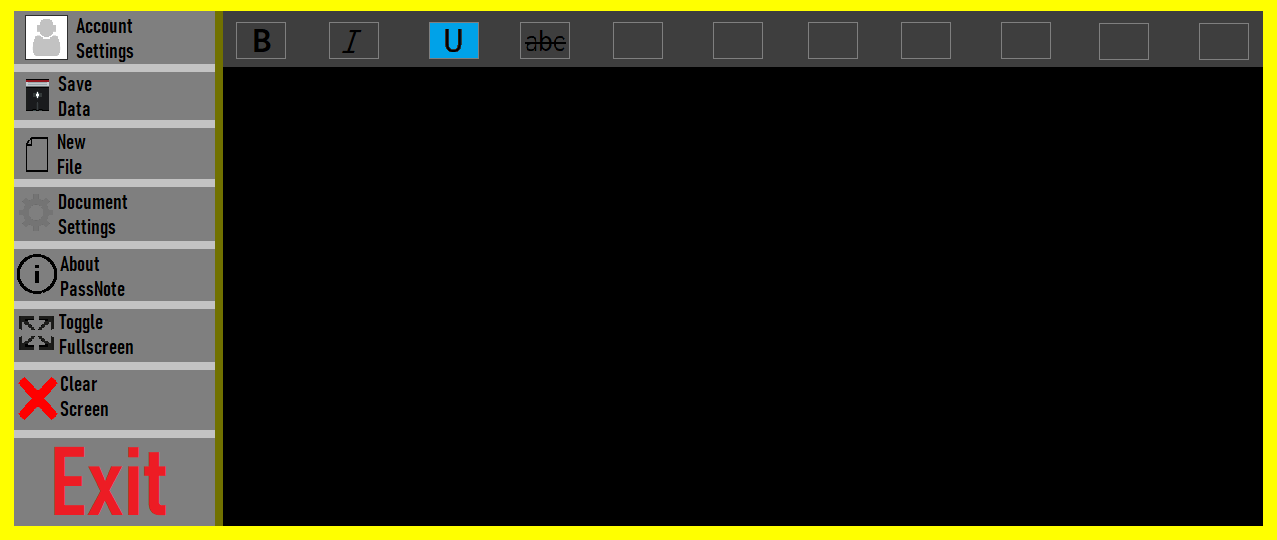 Account
Settings
B I U abc
Save
Data
New
File
Document
Settings
i
About
PassNote
Toggle
Fullscreen
Clear
Screen
Exit